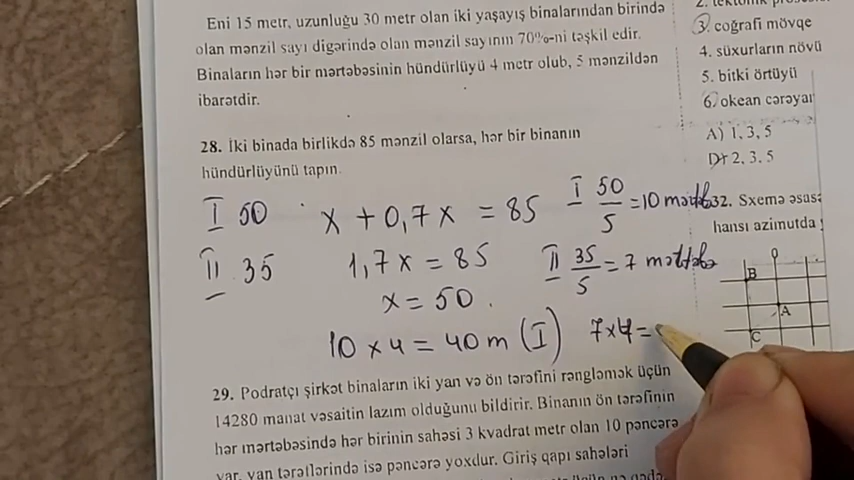 Eni 15 metr, uzunluğu 30 metr olan iki yaşayış binalarından birində
olan mənzil sayı digərində olan mənzil sayının 70%-ni təşkil edir.
Binaların hər bir mərtəbəsinin hündürlüyü 4 metr olub, 5 mənzildən
ibarətdir.
28. İki binada birlikdə 85 mənzil olarsa, hər bir binanın
hündürlüyünü tapın.
I 50
II 35
x + 0,7x = 85
1,7x = 85
x = 50.
I 50/5 = 10 mərtəbə
II 35/5 = 7 mərtəbə
10 x 4 = 40 m (I)
7x4=
29. Podratçı şirkət binaların iki yan və ön tərəfini rəngləmək üçün
14280 manat vəsaitin lazım olduğunu bildirir. Binanın ön tərəfinin
hər mərtəbəsində hər birinin sahəsi 3 kvadrat metr olan 10 pəncərə
var, yan tərəflərində isə pəncərə yoxdur. Giriş qapı sahələri
3. coğrafi mövqe
4. süxurların növü
5. bitki örtüyü
6. okean cərəyan
A) 1, 3, 5
D) 2, 3, 5
32. Sxemə əsas
hansı azimutda
0
B
A
C